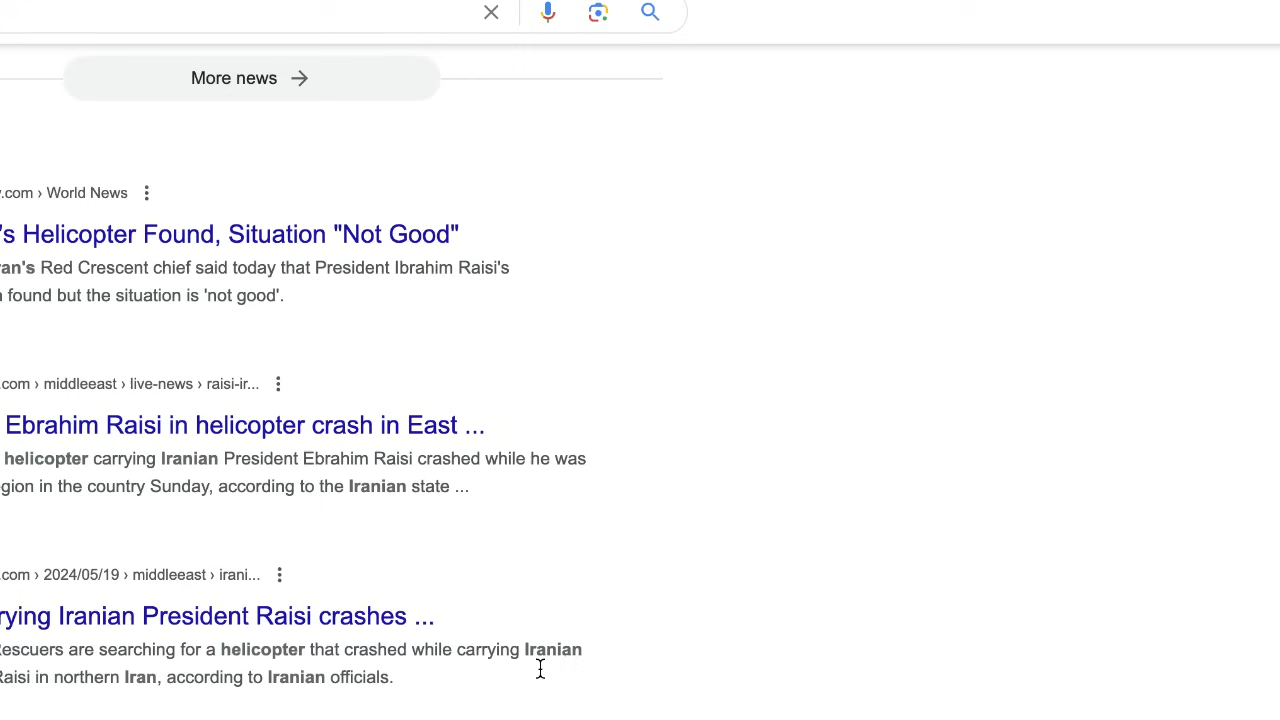 More news →
.com › World News
's Helicopter Found, Situation "Not Good"
an's Red Crescent chief said today that President Ibrahim Raisi's
found but the situation is 'not good'.
.com › middleeast › live-news › raisi-ir...
Ebrahim Raisi in helicopter crash in East ...
helicopter carrying Iranian President Ebrahim Raisi crashed while he was
gion in the country Sunday, according to the Iranian state ...
.com › 2024/05/19 › middleeast › irani...
rying Iranian President Raisi crashes ...
escuers are searching for a helicopter that crashed while carrying Iranian
Raisi in northern Iran, according to Iranian officials.